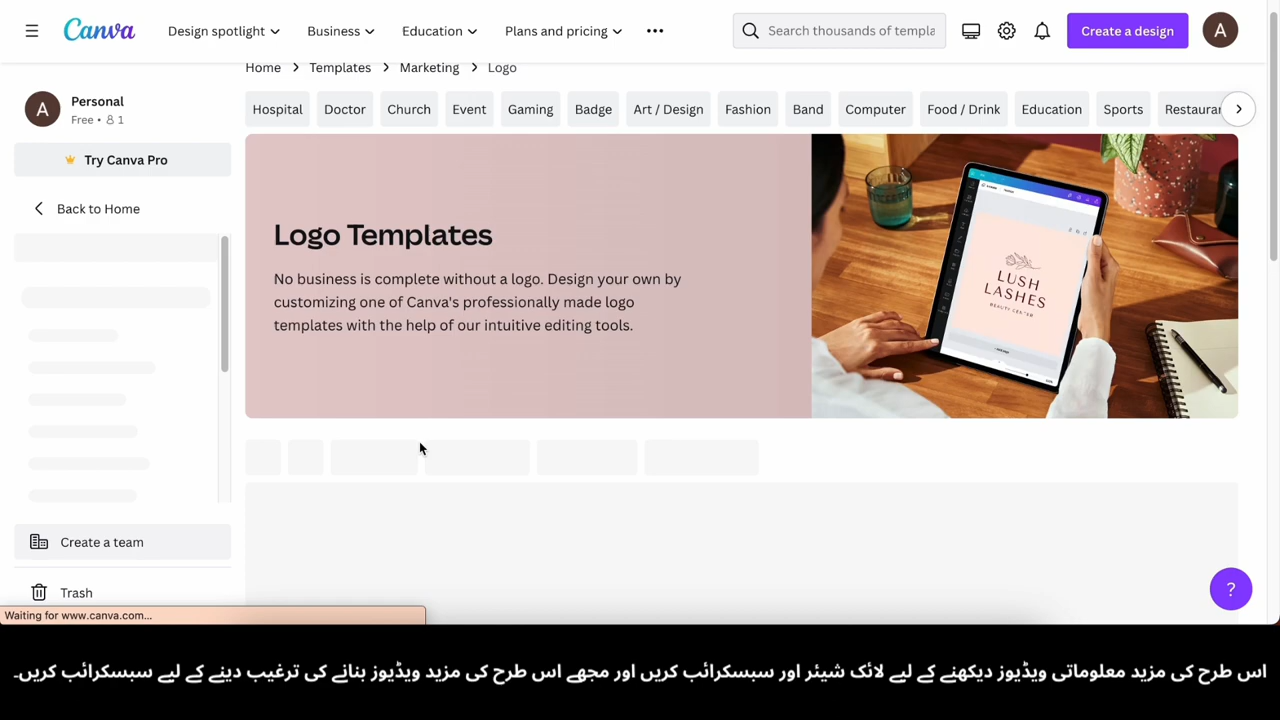 Canva
Design spotlight
Business
Education
Plans and pricing
Search thousands of templa
Create a design
A
Home
Templates
Marketing
Logo
A
Personal
Free • 1
Try Canva Pro
Back to Home
Hospital
Doctor
Church
Event
Gaming
Badge
Art / Design
Fashion
Band
Computer
Food / Drink
Education
Sports
Restaura
Logo Templates
No business is complete without a logo. Design your own by
customizing one of Canva's professionally made logo
templates with the help of our intuitive editing tools.
LUSH
LASHES
BEAUTY CENTER
Create a team
Trash
?
Waiting for www.canva.com...
اس طرح کی مزید معلوماتی ویڈیوز دیکھنے کے لیے لائک شیئر اور سبسکرائب کریں اور مجھے اس طرح کی مزید ویڈیوز بنانے کی ترغیب دینے کے لیے سبسکرائب کریں۔